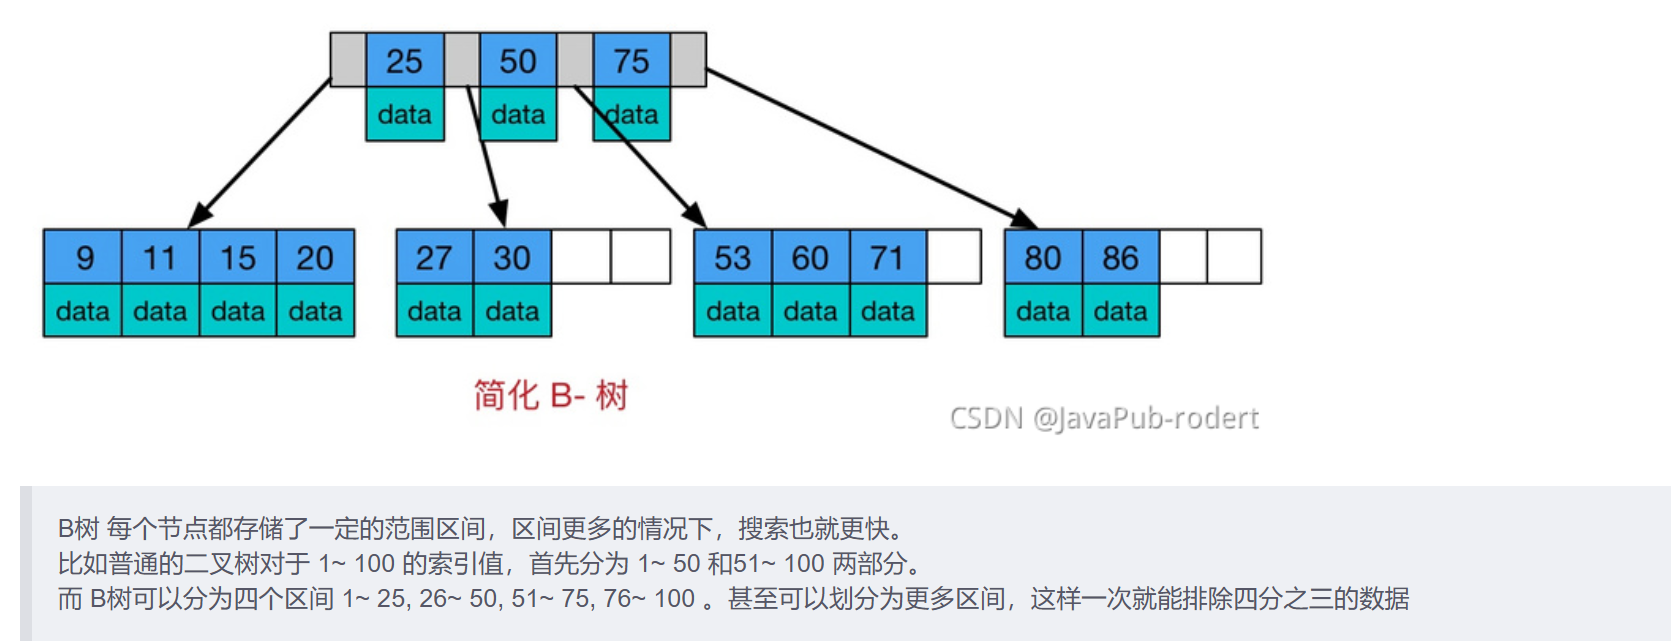 25 50 75
data data data
9 11 15 20 27 30 53 60 71 80 86
data data data data data data data data data data data
简化 B- 树
CSDN @JavaPub-rodert
B树 每个节点都存储了一定的范围区间，区间更多的情况下，搜索也就更快。
比如普通的二叉树对于 1~ 100 的索引值，首先分为 1~ 50 和51~ 100 两部分。
而 B树可以分为四个区间 1~ 25, 26~ 50, 51~ 75, 76~ 100 。甚至可以划分为更多区间，这样一次就能排除四分之三的数据